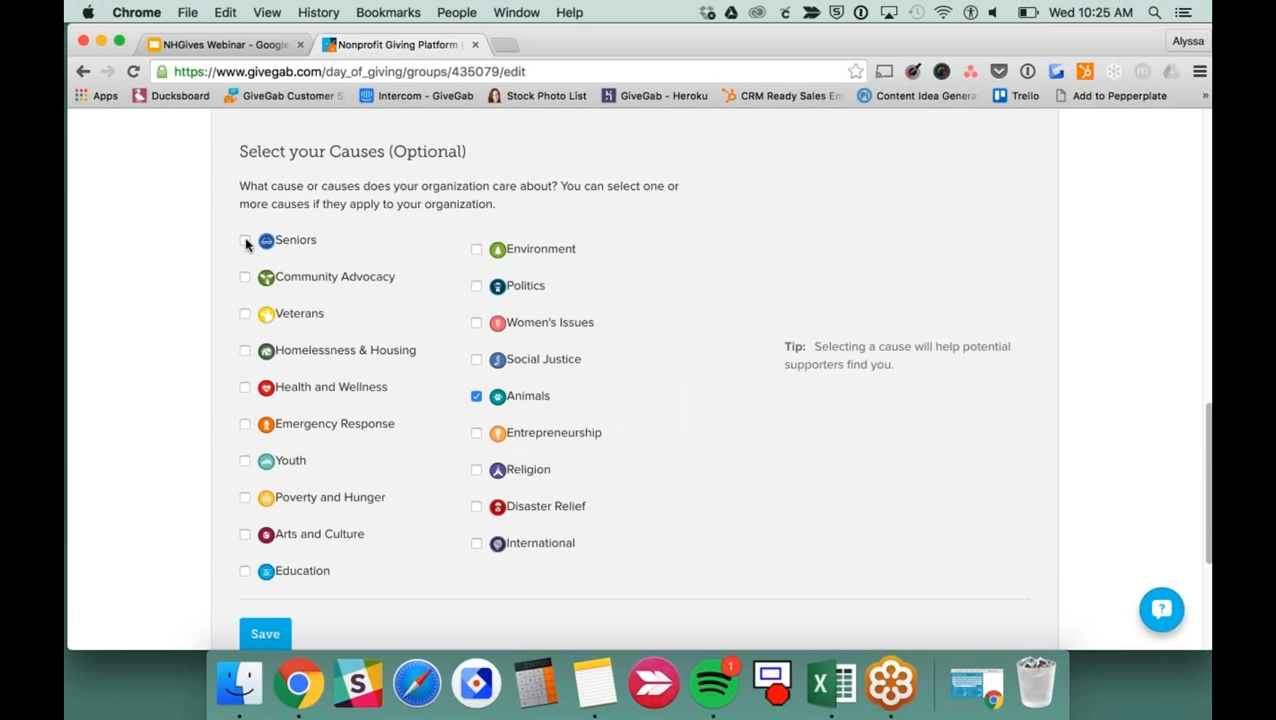 Chrome File Edit View History Bookmarks People Window Help Wed 10:25 AM
NHGives Webinar - Google Nonprofit Giving Platform Alyssa
https://www.givegab.com/day_of_giving/groups/435079/edit
Apps Ducksboard GiveGab Customer S Intercom - GiveGab Stock Photo List GiveGab - Heroku CRM Ready Sales Em Content Idea Genera Trello Add to Pepperplate »
Select your Causes (Optional)
What cause or causes does your organization care about? You can select one or
more causes if they apply to your organization.
Seniors
Community Advocacy
Veterans
Homelessness & Housing
Health and Wellness
Emergency Response
Youth
Poverty and Hunger
Arts and Culture
Education
Environment
Politics
Women's Issues
Social Justice
Animals
Entrepreneurship
Religion
Disaster Relief
International
Tip: Selecting a cause will help potential
supporters find you.
Save
1